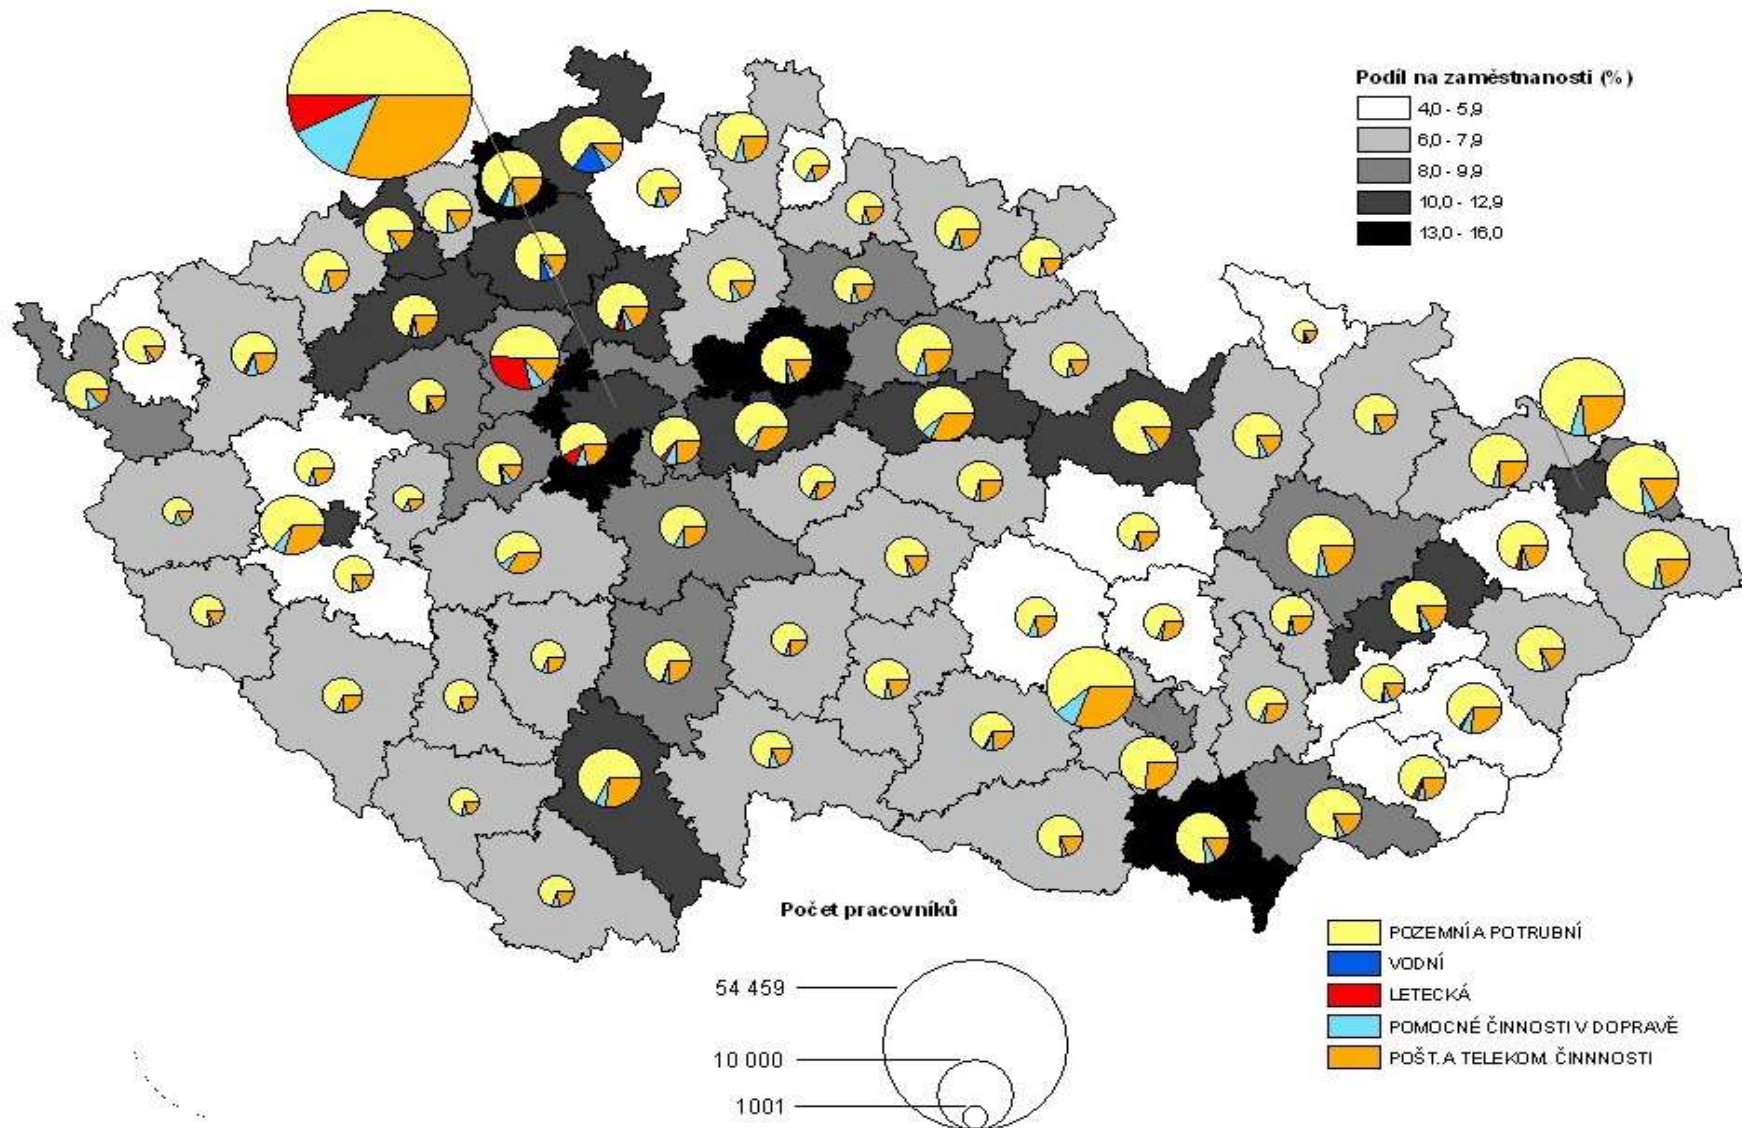 Podíl na zaměstnanosti (%)
4,0 - 5,9
6,0 - 7,9
8,0 - 9,9
10,0 - 12,9
13,0 - 16,0
Počet pracovníků
54 459
10 000
1001
POZEMNÍ A POTRUBNÍ
VODNÍ
LETECKÁ
POMOCNÉ ČINNOSTI V DOPRAVĚ
POŠT. A TELEKOM. ČINNNOSTI